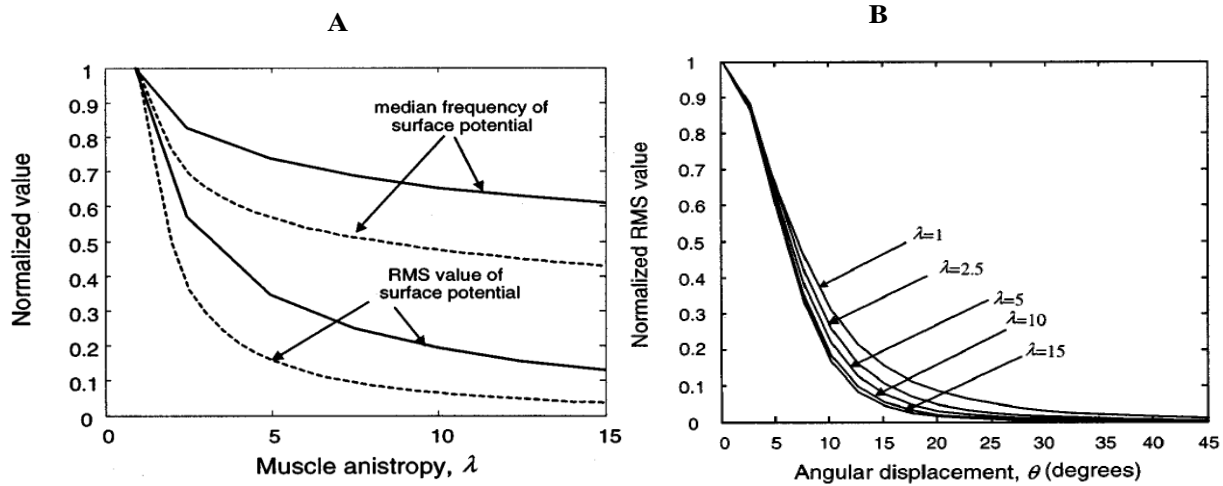 A
Normalized value
1
0.9
0.8
0.7
0.6
0.5
0.4
0.3
0.2
0.1
0
median frequency of
surface potential
RMS value of
surface potential
0 5 10 15
Muscle anistropy, λ
B
Normalized RMS value
1
0.9
0.8
0.7
0.6
0.5
0.4
0.3
0.2
0.1
0
λ=1
λ=2.5
λ=5
λ=10
λ=15
0 5 10 15 20 25 30 35 40 45
Angular displacement, θ (degrees)